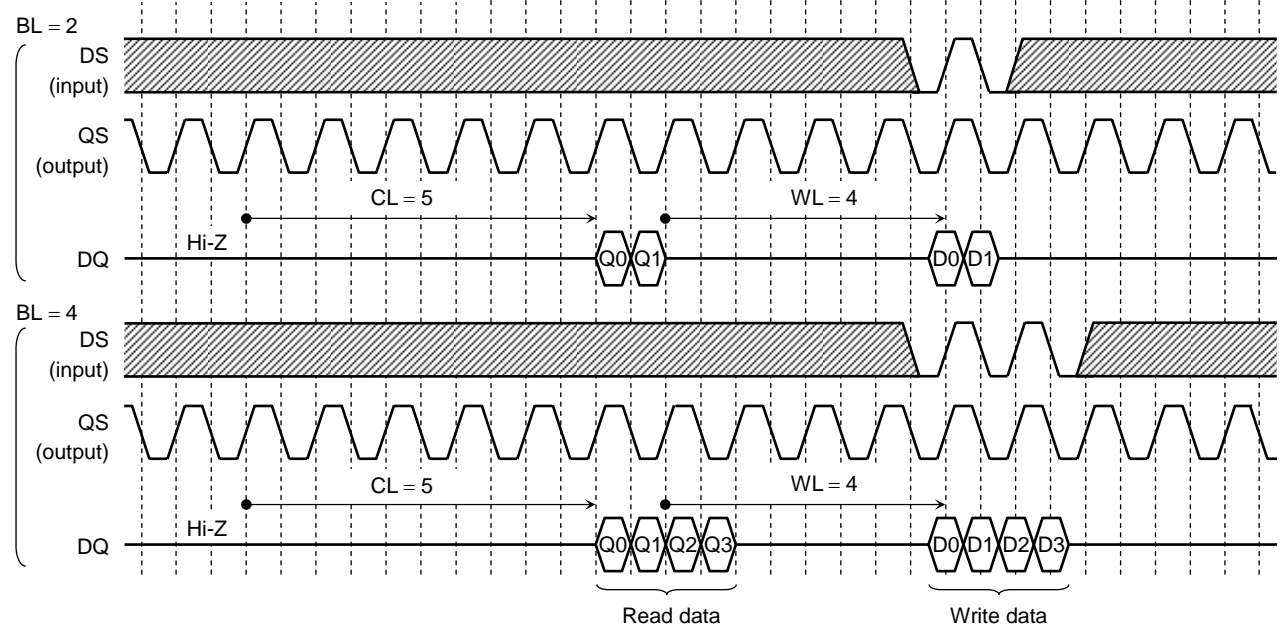 BL = 2
DS
(input)
QS
(output)
CL = 5
WL = 4
Hi-Z
DQ
Q0 Q1
D0 D1
BL = 4
DS
(input)
QS
(output)
CL = 5
WL = 4
Hi-Z
DQ
Q0 Q1 Q2 Q3
D0 D1 D2 D3
Read data
Write data